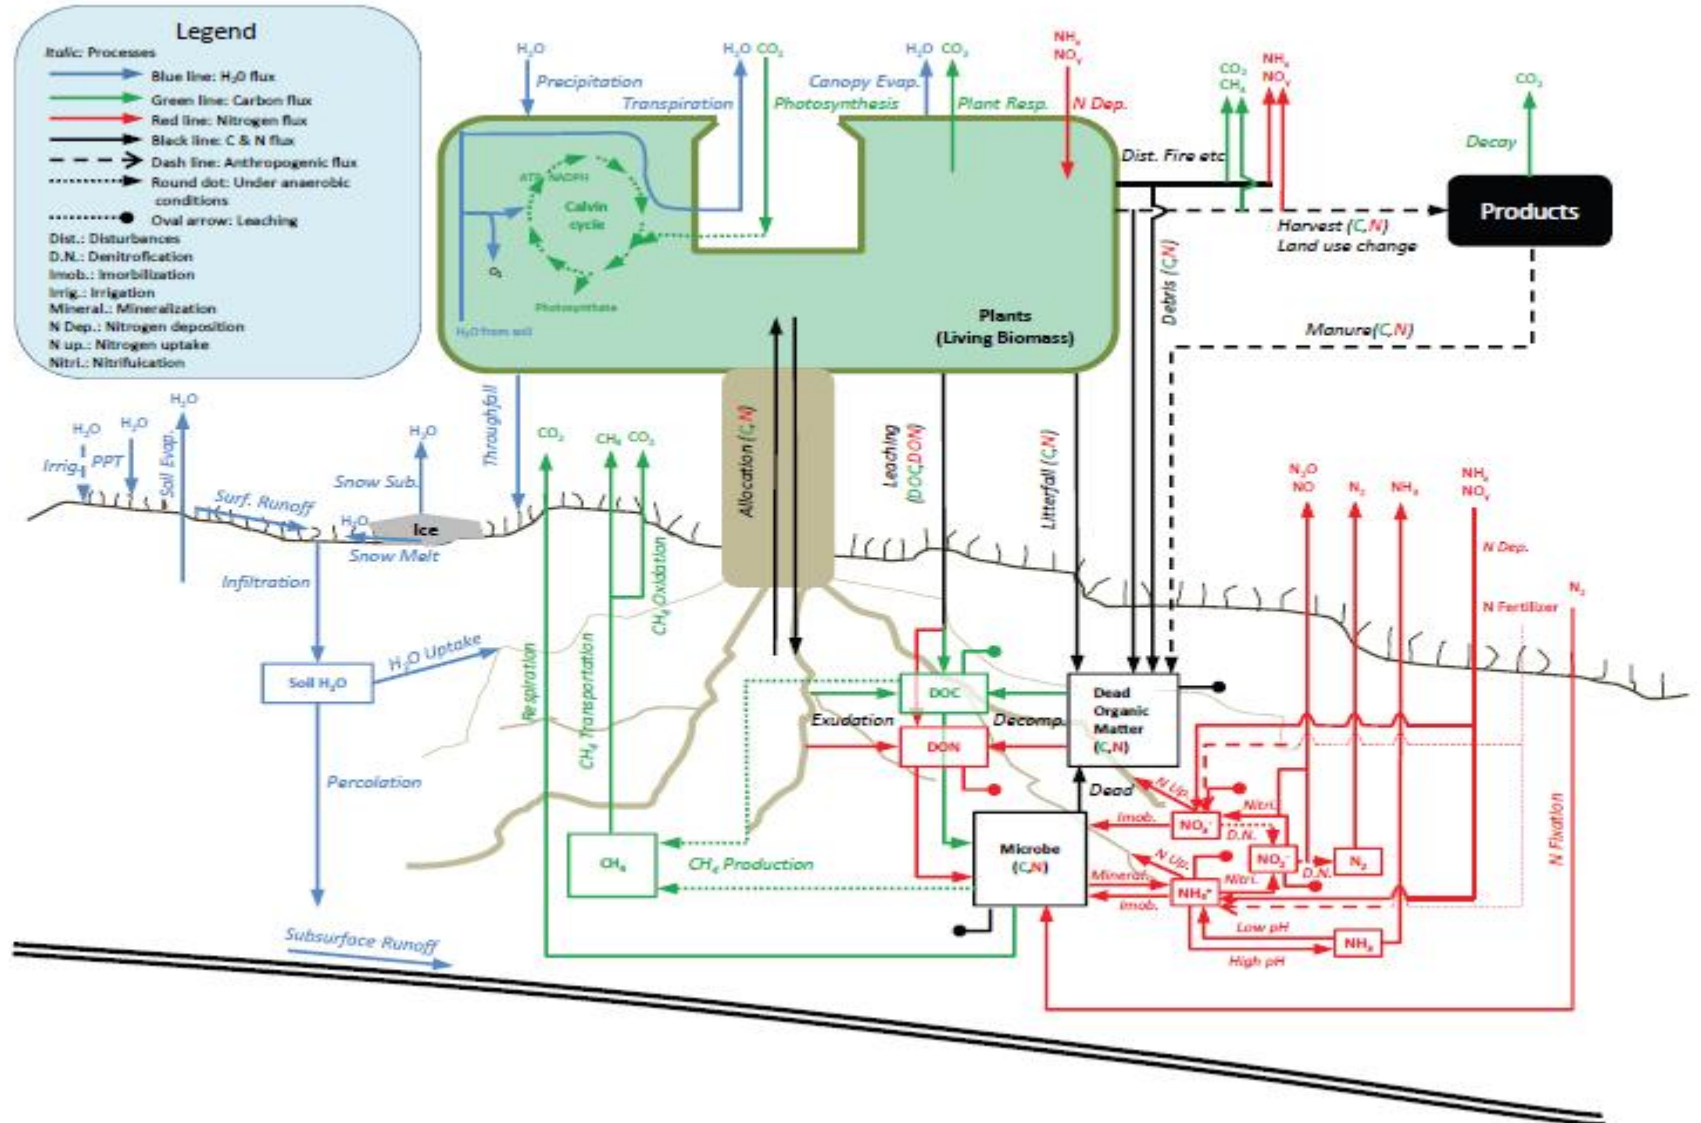 Legend
Italic: Processes
Blue line: H₂O flux
Green line: Carbon flux
Red line: Nitrogen flux
Black line: C & N flux
Dash line: Anthropogenic flux
Round dot: Under anaerobic
conditions
Oval arrow: Leaching
Dist.: Disturbances
D.N.: Denitrofication
Imob.: Imorbilization
Irrig.: Irrigation
Mineral.: Mineralization
N Dep.: Nitrogen deposition
N up.: Nitrogen uptake
Nitri.: Nitrifuication
H₂O
Precipitation
H₂O CO₂
Transpiration
Photosynthesis
H₂O CO₂
Canopy Evap.
Plant Resp.
NHₓ
NOᵧ
N Dep.
Dist. Fire etc
CO₂
CH₄
NHₓ
NOᵧ
CO₂
Decay
Products
Harvest (C,N)
Land use change
Manure(C,N)
Debris (C,N)
ATP NADPH
Calvin
cycle
O₂
Photosynthate
H₂O from soil
Plants
(Living Biomass)
H₂O
Irrig.
H₂O
PPT
H₂O
Soil Evap.
Surf. Runoff
H₂O
Snow Sub.
Ice
H₂O
Snow Melt
Throughfall
Infiltration
Soil H₂O
H₂O Uptake
Percolation
Subsurface Runoff
CO₂
CH₄ CO₂
Respiration
CH₄ Transportation
CH₄ Oxidation
CH₄
CH₄ Production
Allocation (C,N)
Leaching
(DOC,DON)
Litterfall (C,N)
DOC
DON
Exudation
Decomp.
Dead
Organic
Matter
(C,N)
Dead
Microbe
(C,N)
N₂O
NO
N₂
NH₃
NHₓ
NOᵧ
N Dep.
N Fertilizer
N₂
N Fixation
N Up.
Imob.
NO₃⁻
Nitri.
D.N.
NO₂⁻
D.N.
N₂
N Up.
Mineral.
Imob.
NH₄⁺
Nitri.
Low pH
High pH
NH₃